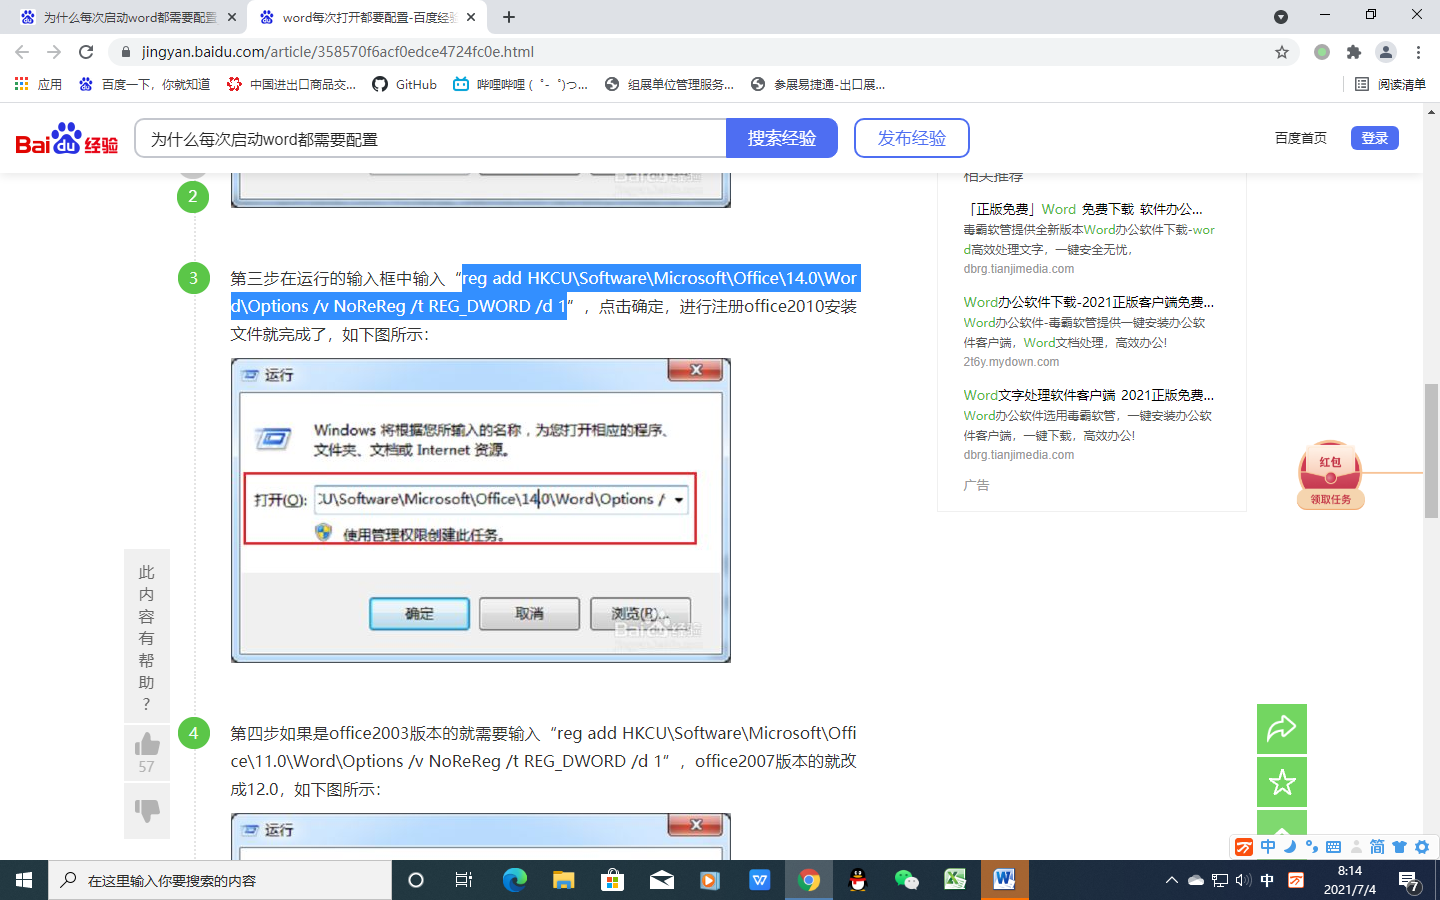 为什么每次启动word都需要配置
word每次打开都要配置-百度经验
jingyan.baidu.com/article/358570f6acf0edce4724fc0e.html
应用
百度一下，你就知道
中国进出口商品交...
GitHub
哔哩哔哩 (゜-゜)つ...
组展单位管理服务...
参展易捷通-出口展...
阅读清单
Baidu经验
为什么每次启动word都需要配置
搜索经验
发布经验
百度首页
登录
2
3
第三步在运行的输入框中输入“reg add HKCU\Software\Microsoft\Office\14.0\Wor
d\Options /v NoReReg /t REG_DWORD /d 1”，点击确定，进行注册office2010安装
文件就完成了，如下图所示：
运行
Windows 将根据您所输入的名称，为您打开相应的程序、
文件夹、文档或 Internet 资源。
打开(O):
CU\Software\Microsoft\Office\14.0\Word\Options /
使用管理权限创建此任务。
确定
取消
浏览(R)...
Baidu经验
4
第四步如果是office2003版本的就需要输入“reg add HKCU\Software\Microsoft\Offi
ce\11.0\Word\Options /v NoReReg /t REG_DWORD /d 1”，office2007版本的就改
成12.0，如下图所示：
运行
此
内
容
有
帮
助
?
57
相关推荐
「正版免费」Word 免费下载 软件办公...
毒霸软管提供全新版本Word办公软件下载-wor
d高效处理文字，一键安全无忧，
dbrg.tianjimedia.com
Word办公软件下载-2021正版客户端免费...
Word办公软件-毒霸软管提供一键安装办公软
件客户端，Word文档处理，高效办公!
2t6y.mydown.com
Word文字处理软件客户端 2021正版免费...
Word办公软件选用毒霸软管，一键安装办公软
件客户端，一键下载，高效办公!
dbrg.tianjimedia.com
广告
红包
领取任务
中
简
在这里输入你要搜索的内容
中
8:14
2021/7/4
7